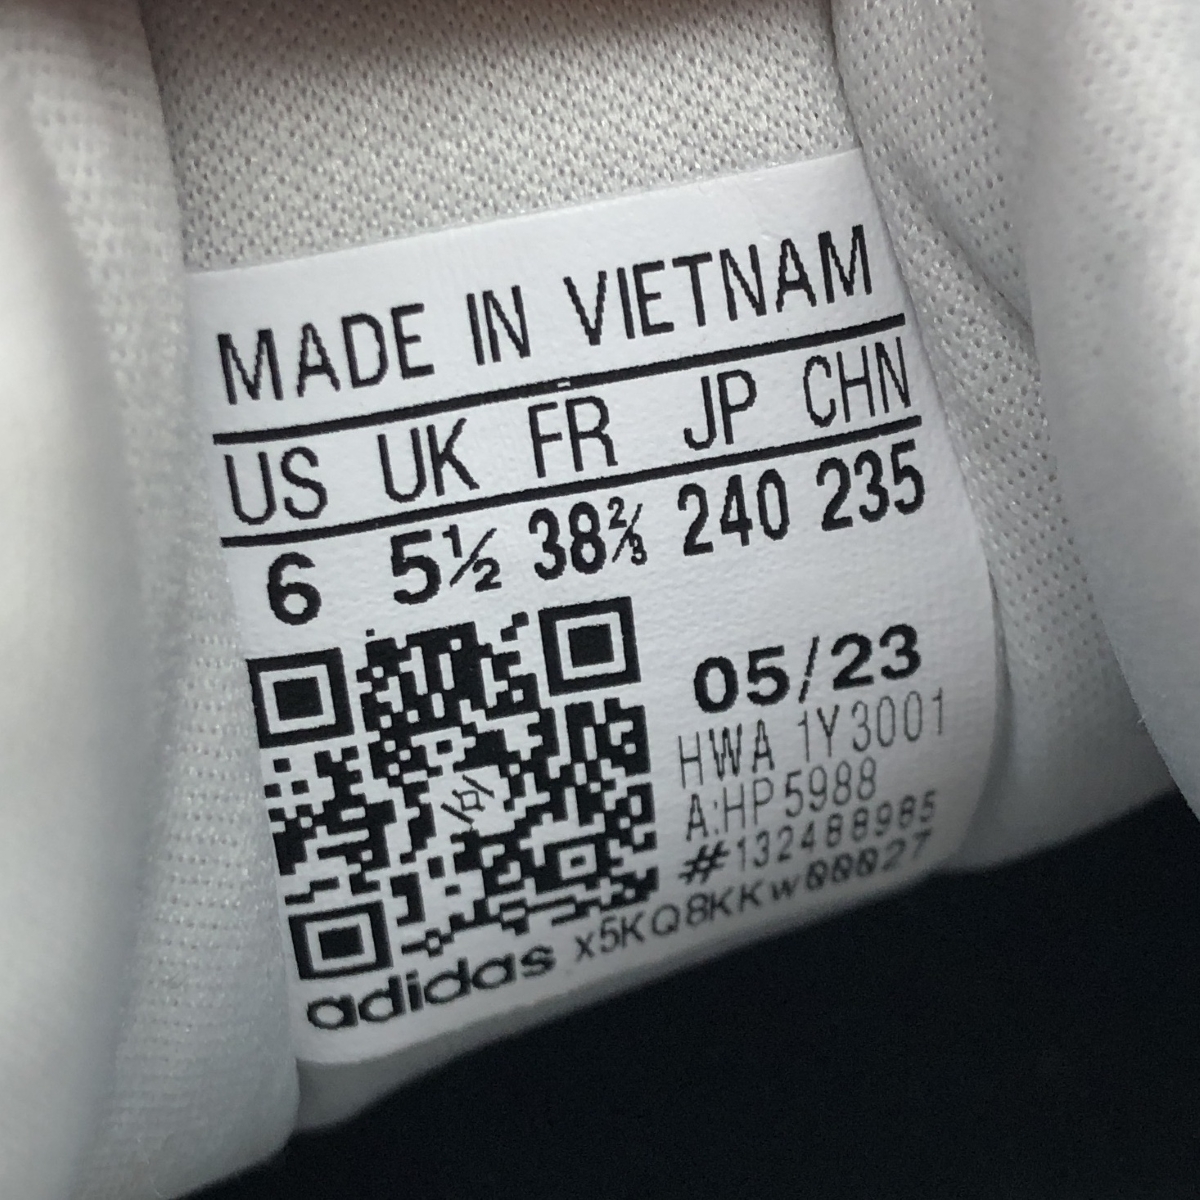 MADE IN VIETNAM
US UK FR JP CHN
6 5½ 38⅔ 240 235
05/23
HWA 1Y3001
A:HP5988
#132488985
adidas x5KQ8KKw00027